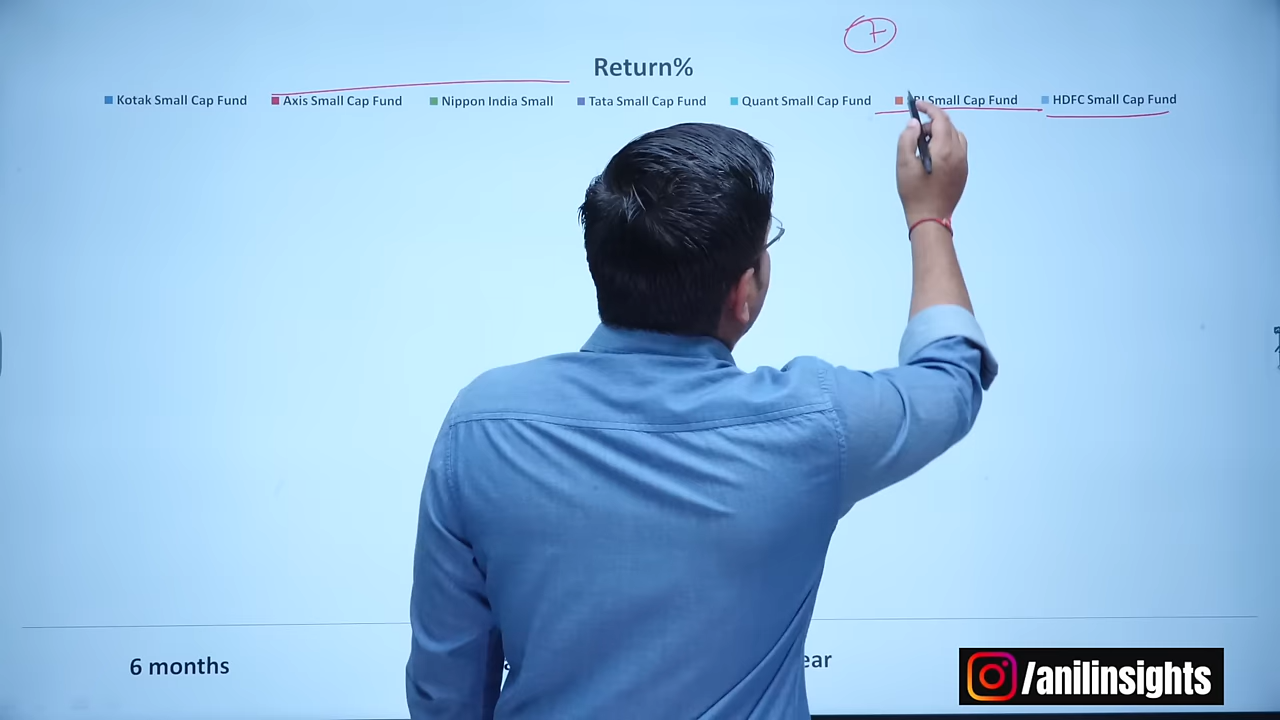 7
Return%
Kotak Small Cap Fund Axis Small Cap Fund Nippon India Small Tata Small Cap Fund Quant Small Cap Fund Small Cap Fund HDFC Small Cap Fund
6 months
/anilinsights